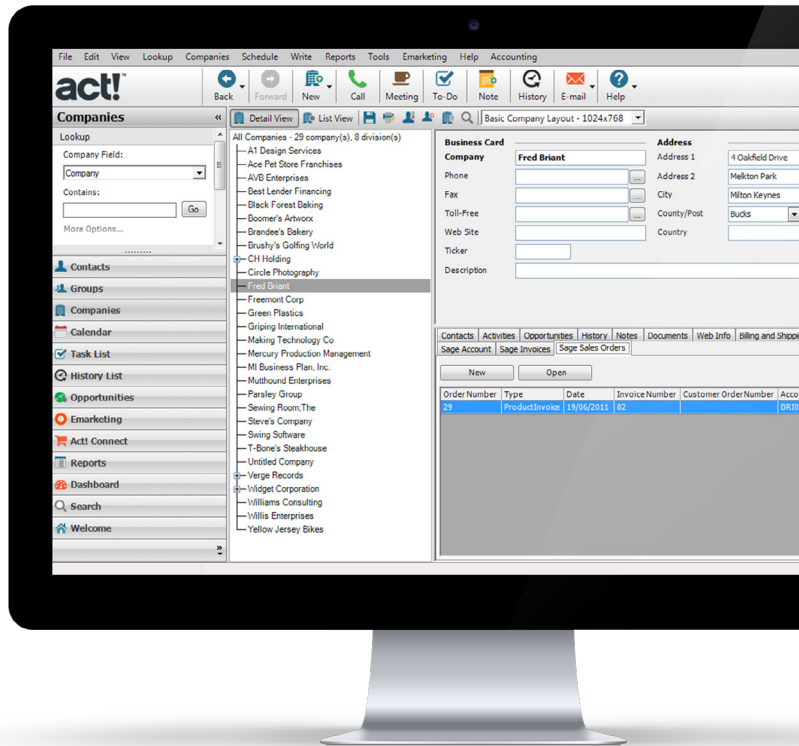 File Edit View Lookup Companies Schedule Write Reports Tools Emarketing Help Accounting
act!™
Back Forward New Call Meeting To-Do Note History E-mail Help
Companies «
Detail View List View Basic Company Layout - 1024x768
Lookup
Company Field:
Company
Contains:
Go
More Options...
Contacts
Groups
Companies
Calendar
Task List
History List
Opportunities
Emarketing
Act! Connect
Reports
Dashboard
Search
Welcome
All Companies - 29 company(s), 8 division(s)
A1 Design Services
Ace Pet Store Franchises
AVB Enterprises
Best Lender Financing
Black Forest Baking
Boomer's Artworx
Brandee's Bakery
Brushy's Golfing World
CH Holding
Circle Photography
Fred Briant
Freemont Corp
Green Plastics
Griping International
Making Technology Co
Mercury Production Management
MI Business Plan, Inc.
Mutthound Enterprises
Parsley Group
Sewing Room,The
Steve's Company
Swing Software
T-Bone's Steakhouse
Untitled Company
Verge Records
Widget Corporation
Williams Consulting
Willis Enterprises
Yellow Jersey Bikes
Business Card Address
Company Fred Briant Address 1 4 Oakfield Drive
Phone ... Address 2 Melkton Park
Fax ... City Milton Keynes
Toll-Free ... County/Post Bucks
Web Site Country
Ticker
Description
Contacts Activities Opportunities History Notes Documents Web Info Billing and Shippi
Sage Account Sage Invoices Sage Sales Orders
New Open
Order Number Type Date Invoice Number Customer Order Number Acco
29 ProductInvoice 19/06/2011 82 BRI0